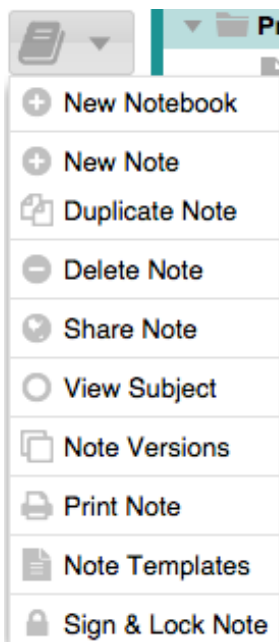 Pr
New Notebook
New Note
Duplicate Note
Delete Note
Share Note
View Subject
Note Versions
Print Note
Note Templates
Sign & Lock Note